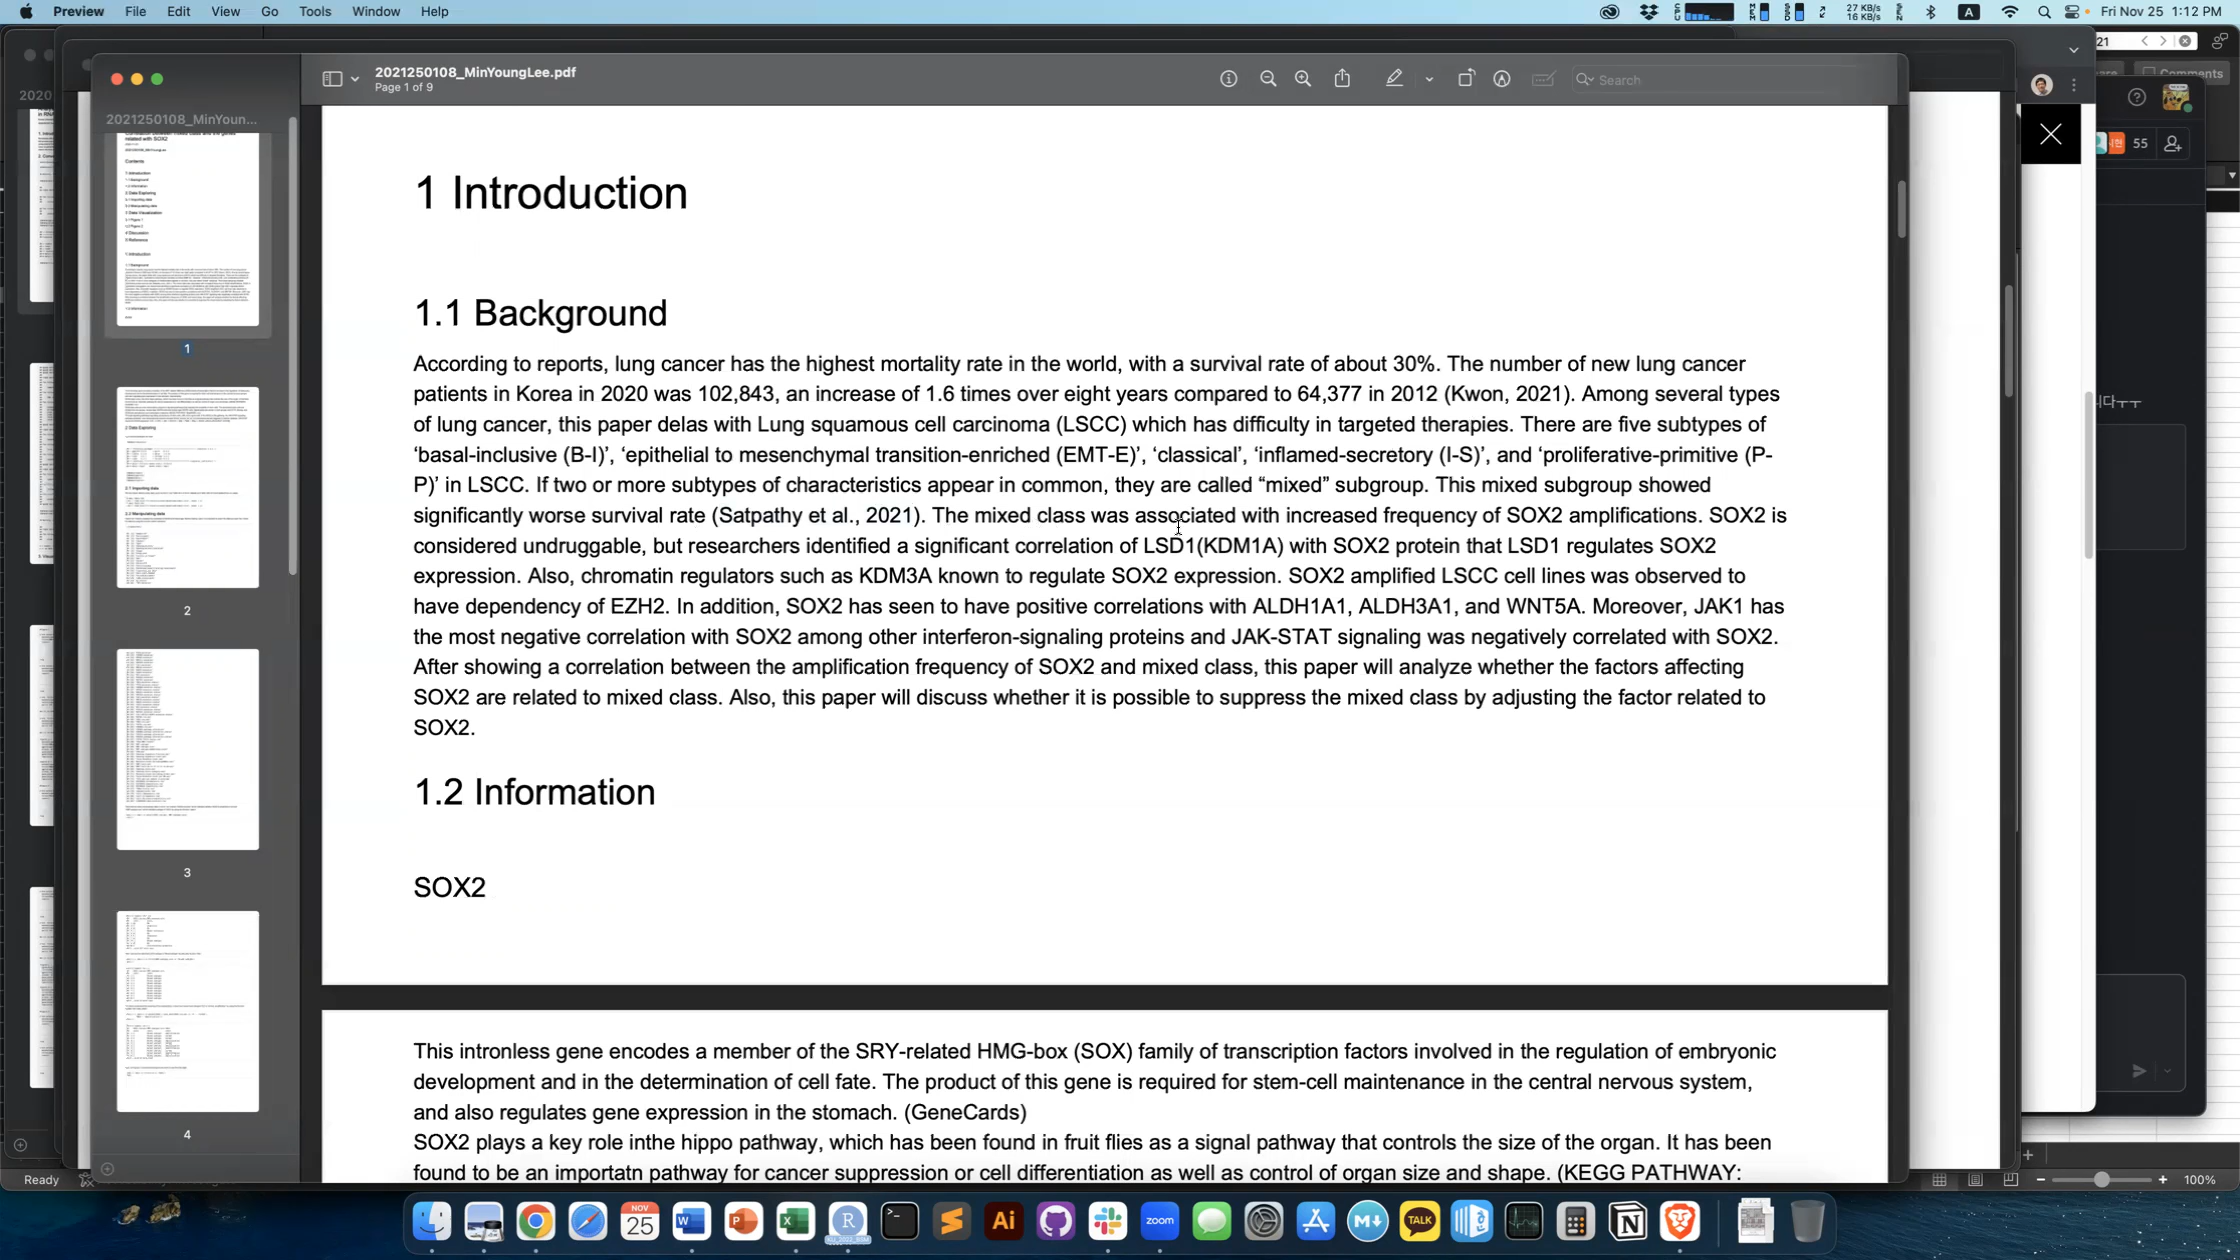 Preview File Edit View Go Tools Window Help
27 KB/s
16 KB/s
Fri Nov 25 1:12 PM
21
2020
2021250108_MinYoungLee.pdf
Page 1 of 9
Search
Comments
2021250108_MinYoun...
55
Contents
1 Introduction
1.1 Background
According to reports, lung cancer has the highest mortality rate in the world, with a survival rate of about 30%. The number of new lung cancer
patients in Korea in 2020 was 102,843, an increase of 1.6 times over eight years compared to 64,377 in 2012 (Kwon, 2021). Among several types
of lung cancer, this paper delas with Lung squamous cell carcinoma (LSCC) which has difficulty in targeted therapies. There are five subtypes of
‘basal-inclusive (B-I)’, ‘epithelial to mesenchymal transition-enriched (EMT-E)’, ‘classical’, ‘inflamed-secretory (I-S)’, and ‘proliferative-primitive (P-
P)’ in LSCC. If two or more subtypes of characteristics appear in common, they are called “mixed” subgroup. This mixed subgroup showed
significantly worse survival rate (Satpathy et al., 2021). The mixed class was associated with increased frequency of SOX2 amplifications. SOX2 is
considered undruggable, but researchers identified a significant correlation of LSD1(KDM1A) with SOX2 protein that LSD1 regulates SOX2
expression. Also, chromatin regulators such as KDM3A known to regulate SOX2 expression. SOX2 amplified LSCC cell lines was observed to
have dependency of EZH2. In addition, SOX2 has seen to have positive correlations with ALDH1A1, ALDH3A1, and WNT5A. Moreover, JAK1 has
the most negative correlation with SOX2 among other interferon-signaling proteins and JAK-STAT signaling was negatively correlated with SOX2.
After showing a correlation between the amplification frequency of SOX2 and mixed class, this paper will analyze whether the factors affecting
SOX2 are related to mixed class. Also, this paper will discuss whether it is possible to suppress the mixed class by adjusting the factor related to
SOX2.
1.2 Information
SOX2
This intronless gene encodes a member of the SRY-related HMG-box (SOX) family of transcription factors involved in the regulation of embryonic
development and in the determination of cell fate. The product of this gene is required for stem-cell maintenance in the central nervous system,
and also regulates gene expression in the stomach. (GeneCards)
SOX2 plays a key role inthe hippo pathway, which has been found in fruit flies as a signal pathway that controls the size of the organ. It has been
found to be an importatn pathway for cancer suppression or cell differentiation as well as control of organ size and shape. (KEGG PATHWAY:
1
2
3
4
니다ㅜㅜ
Ready
100%
NOV
25
zoom
TALK